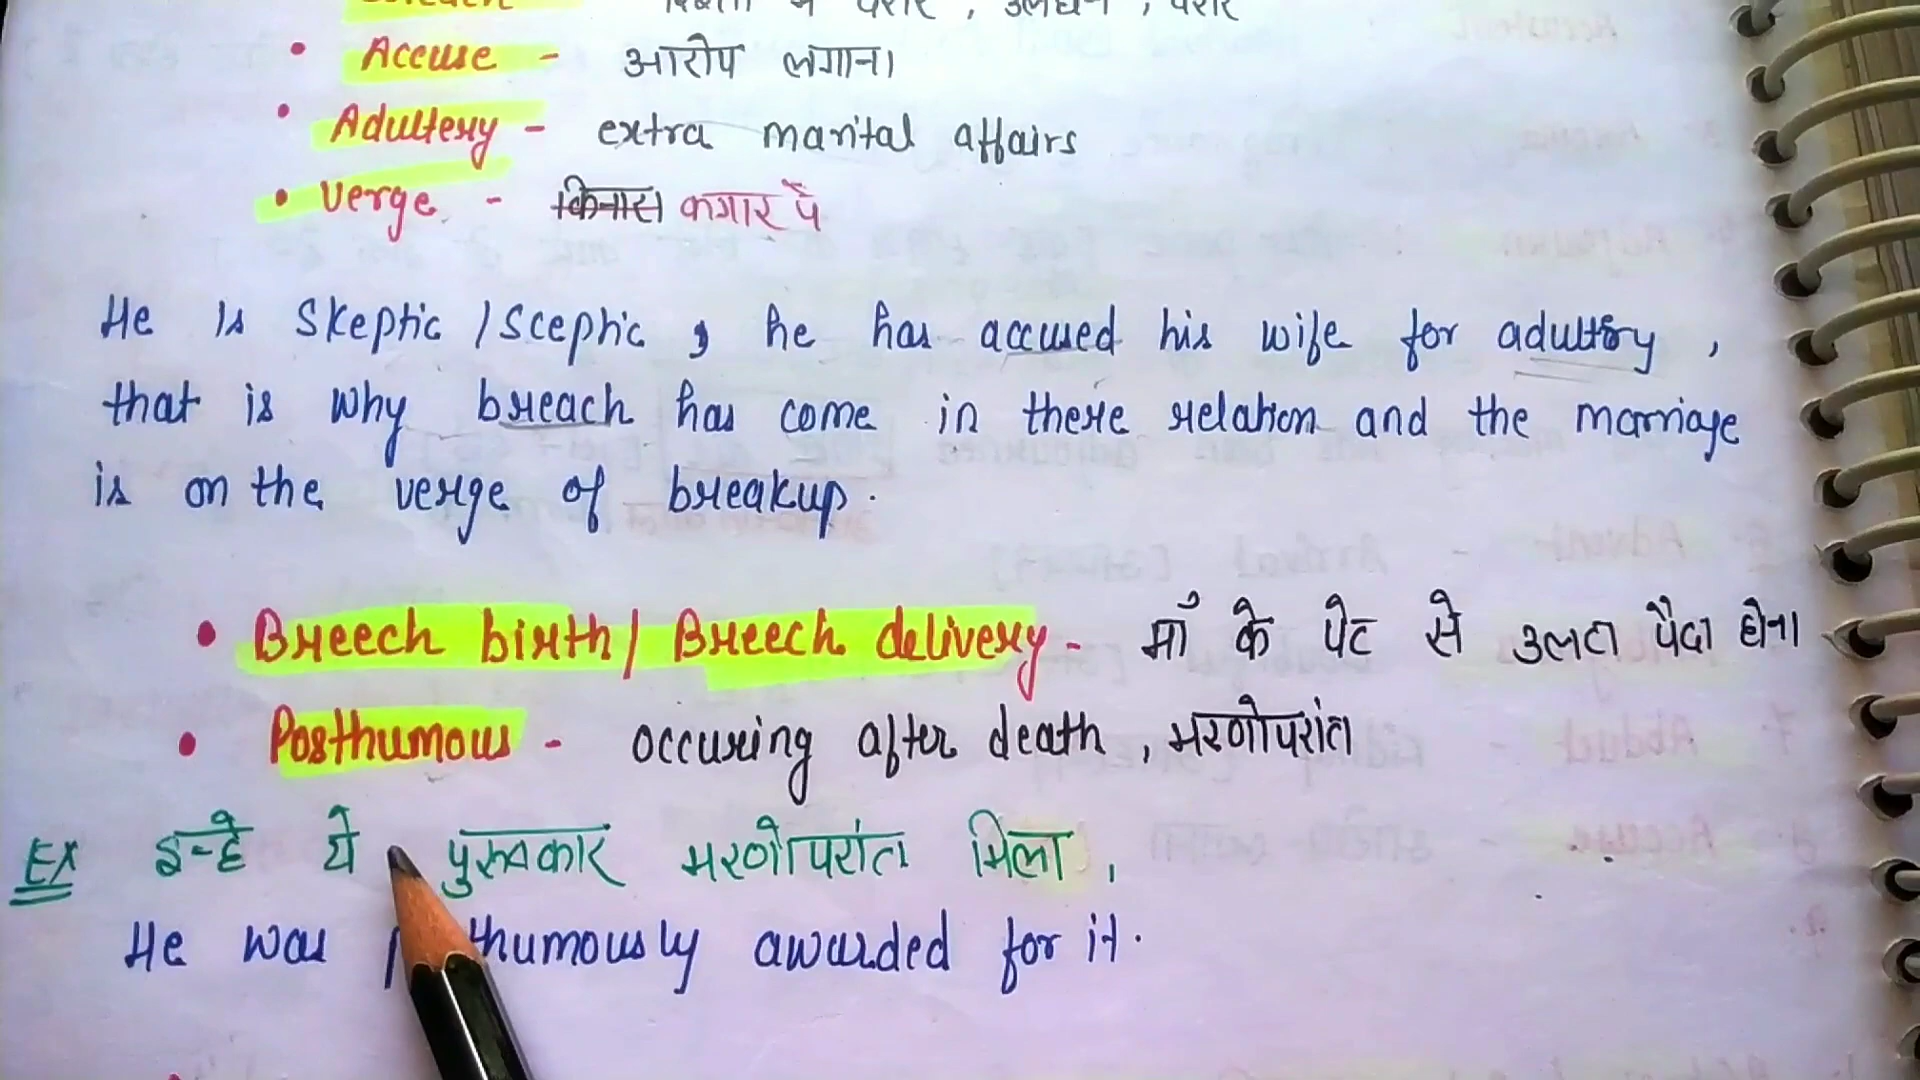 • Accuse - आरोप लगाना
• Adultery - extra marital affairs
• Verge - किनारा कगार पे
He is Skeptic / Sceptic, he has accused his wife for adultry,
that is why breach has come in there relation and the marriage
is on the verge of breakup.
• Breech birth / Breech delivery - माँ के पेट से उलटा पैदा होना
• Posthumous - occuring after death, मरणोपरांत
Ex इन्हे ये पुरुस्कार मरणोपरांत मिला,
He was thumously awarded for it.